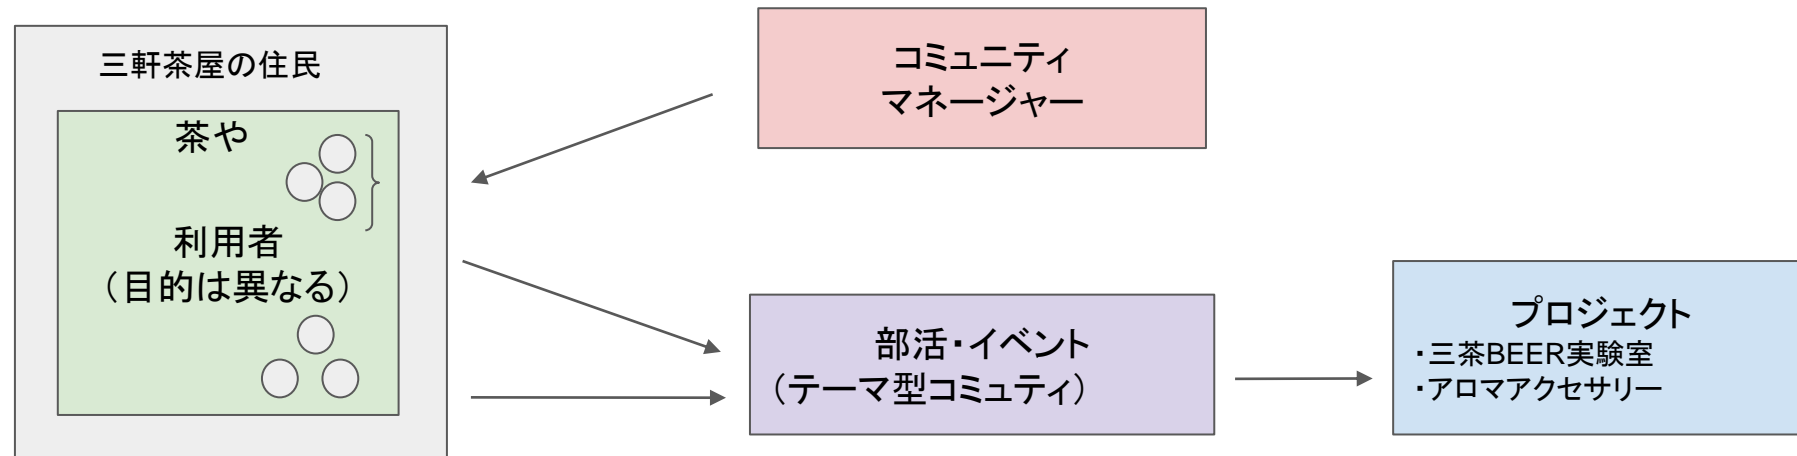 三軒茶屋の住民
茶や
利用者
（目的は異なる）
コミュニティ
マネージャー
部活・イベント
（テーマ型コミュティ）
プロジェクト
・三茶BEER実験室
・アロマアクセサリー